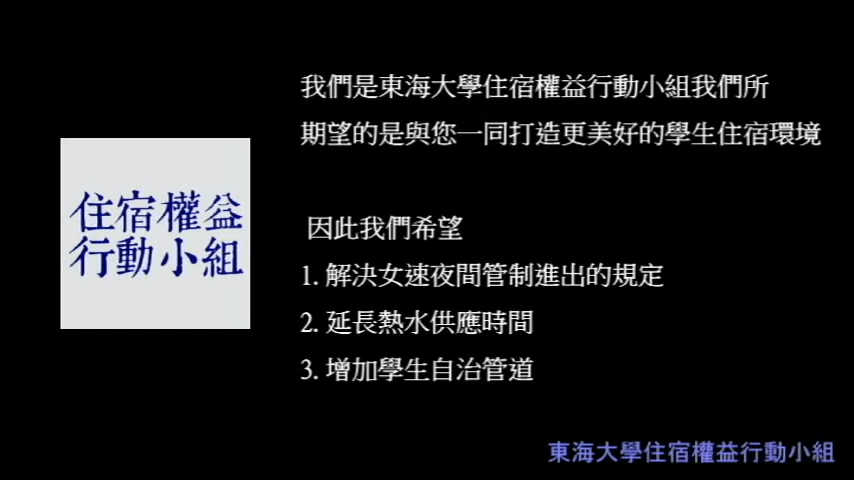 我們是東海大學住宿權益行動小組我們所
期望的是與您一同打造更美好的學生住宿環境
住宿權益
行動小組
因此我們希望
1. 解決女速夜間管制進出的規定
2. 延長熱水供應時間
3. 增加學生自治管道
東海大學住宿權益行動小組